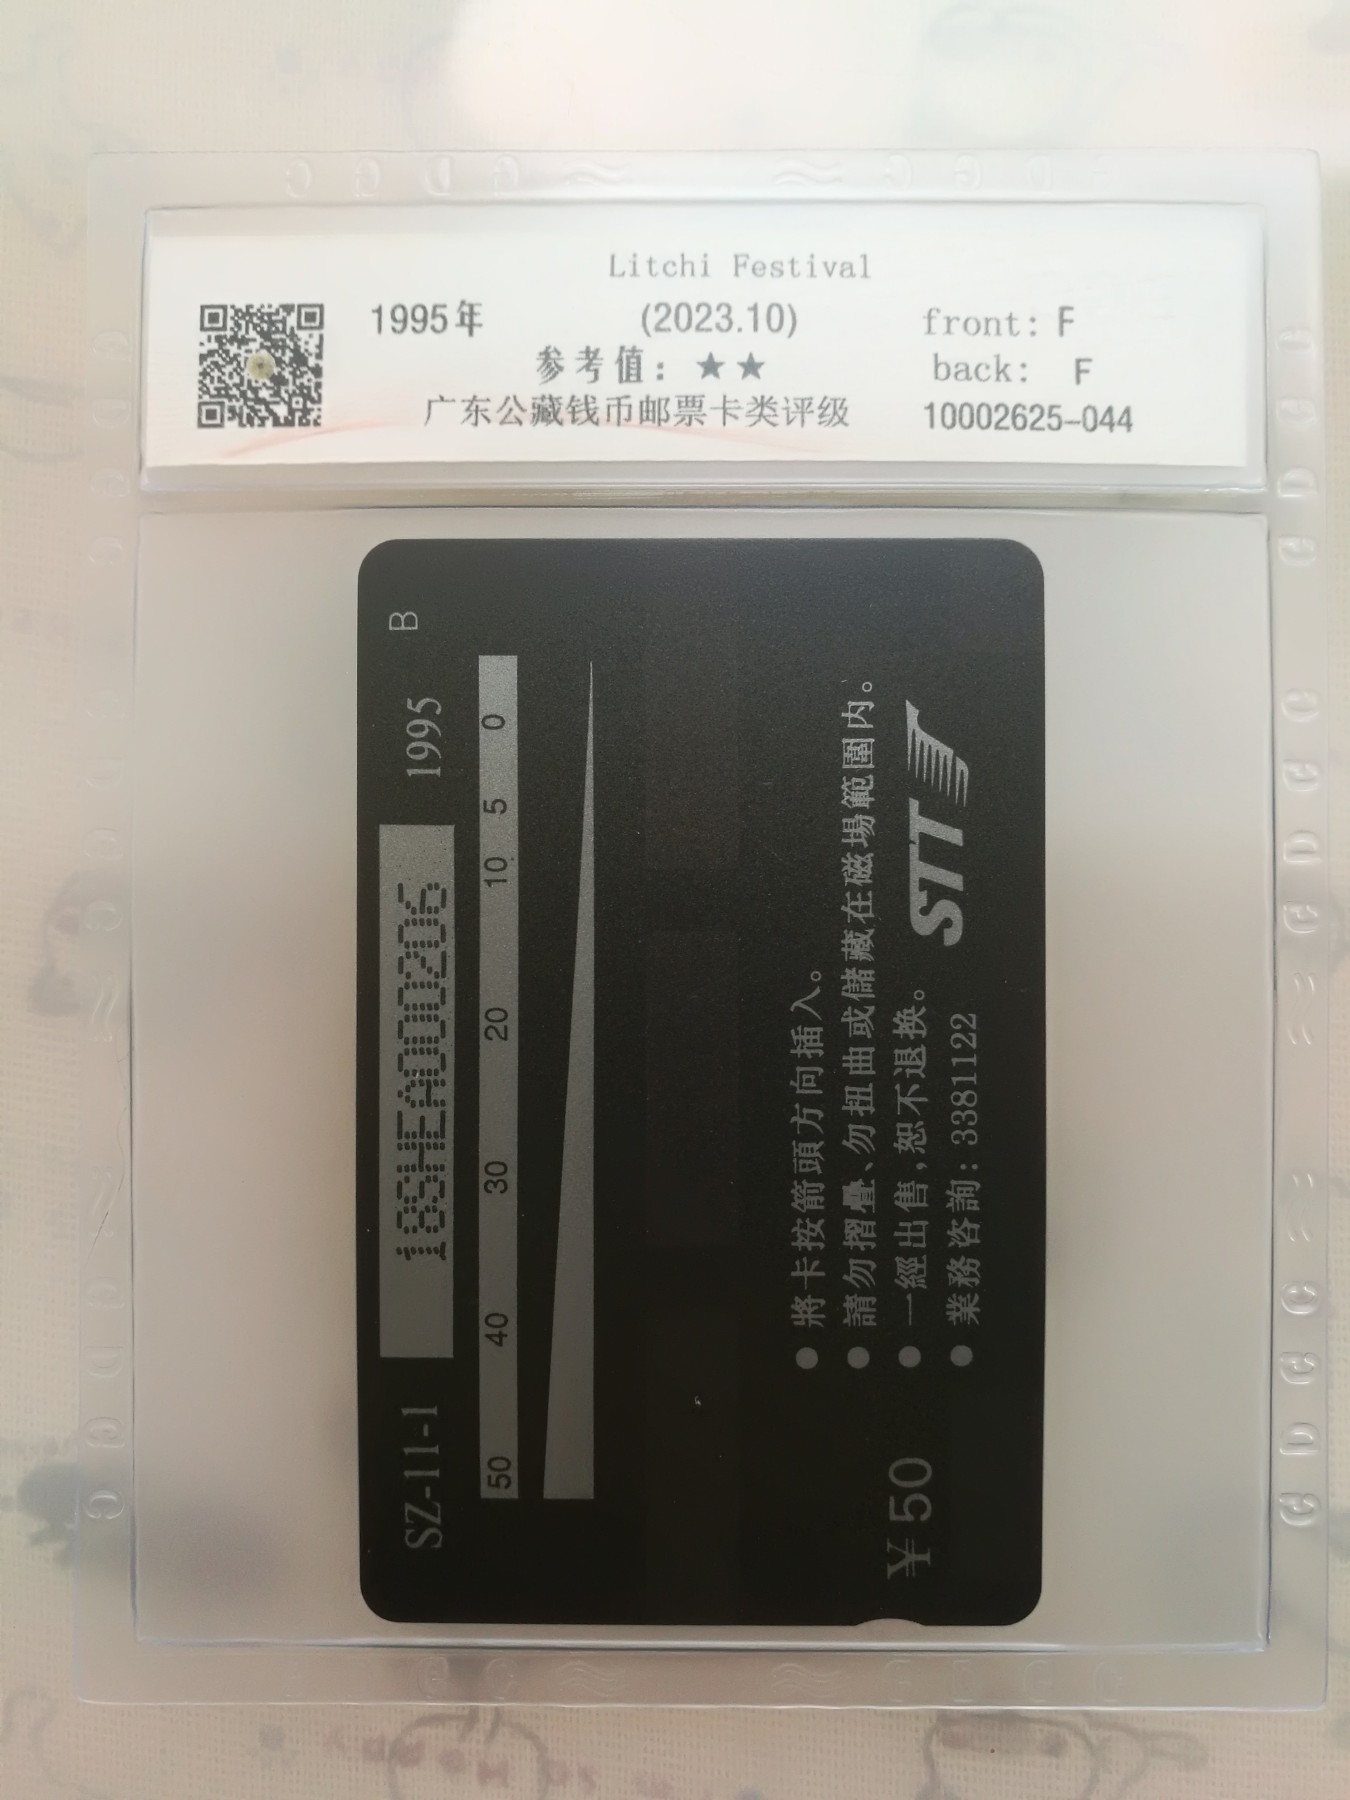 Litchi Festival
1995年
(2023.10)
front: F
参考值：★★
back: F
广东公藏钱币邮票卡类评级
10002625-044
SZ-11-1
1995
B
50 40 30 20 10 5 0
●將卡按箭頭方向插入。
●請勿摺疊、勿扭曲或儲藏在磁場範圍内。
●一經出售,恕不退换。
●業務咨詢: 3381122
¥50
STT